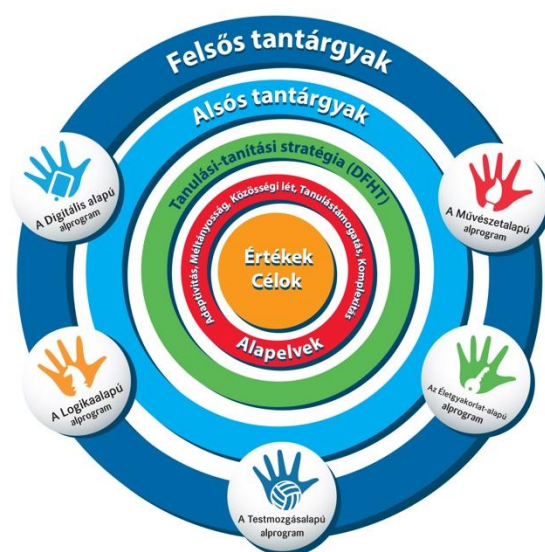 Felsős tantárgyak
Alsós tantárgyak
Tanulási-tanítási stratégia (DFHT)
Adaptivitás, Méltányosság, Közösségi lét, Tanulástámogatás, Komplexitás
Értékek
Célok
Alapelvek
A Digitális alapú
alprogram
A Művészetalapú
alprogram
A Logikaalapú
alprogram
Az Életgyakorlat-alapú
alprogram
A Testmozgásalapú
alprogram